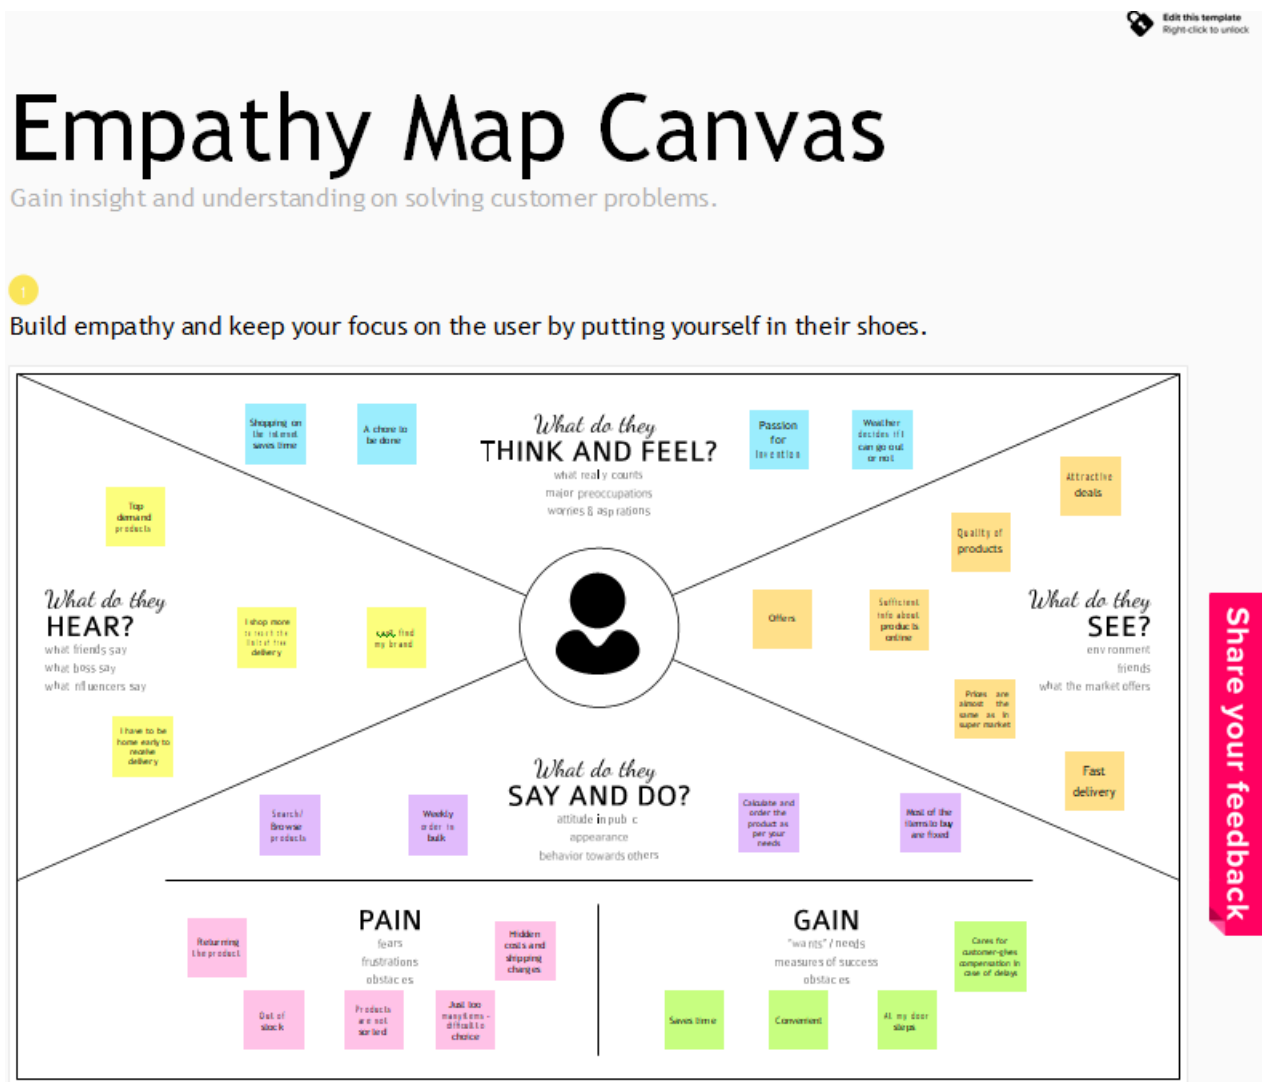 Edit this template
Right-click to unlock
Empathy Map Canvas
Gain insight and understanding on solving customer problems.
1
Build empathy and keep your focus on the user by putting yourself in their shoes.
Shopping on
the internet
saves time
A chore to
be done
What do they
THINK AND FEEL?
what really counts
major preoccupations
worries & aspirations
Passion
for
Invention
Weather
decides if I
can go out
or not
Top
demand
products
What do they
HEAR?
what friends say
what boss say
what influencers say
I shop more
to reach the
limit of free
delivery
find
my brand
I have to be
home early to
receive
delivery
Attractive
deals
Quality of
products
Offers
Sufficient
info about
products
online
What do they
SEE?
environment
friends
what the market offers
Prices are
almost the
same as in
super market
Fast
delivery
What do they
SAY AND DO?
attitude in public
appearance
behavior towards others
Search/
Browse
products
Weekly
order in
bulk
Calculate and
order the
product as
per your
needs
Most of the
items to buy
are fixed
PAIN
fears
frustrations
obstacles
Returning
the product
Hidden
costs and
shipping
charges
Out of
stock
Products
are not
sorted
Just too
many items -
difficult to
choice
GAIN
"wants" / needs
measures of success
obstacles
Cares for
customer-gives
compensation in
case of delays
Saves time
Convenient
At my door
steps
Share your feedback